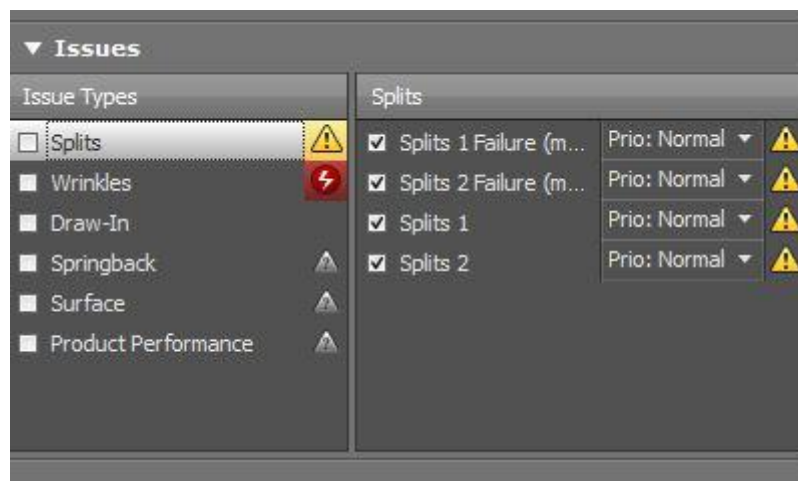 Issues
Issue Types
Splits
Wrinkles
Draw-In
Springback
Surface
Product Performance
Splits
Splits 1 Failure (m... Prio: Normal
Splits 2 Failure (m... Prio: Normal
Splits 1 Prio: Normal
Splits 2 Prio: Normal